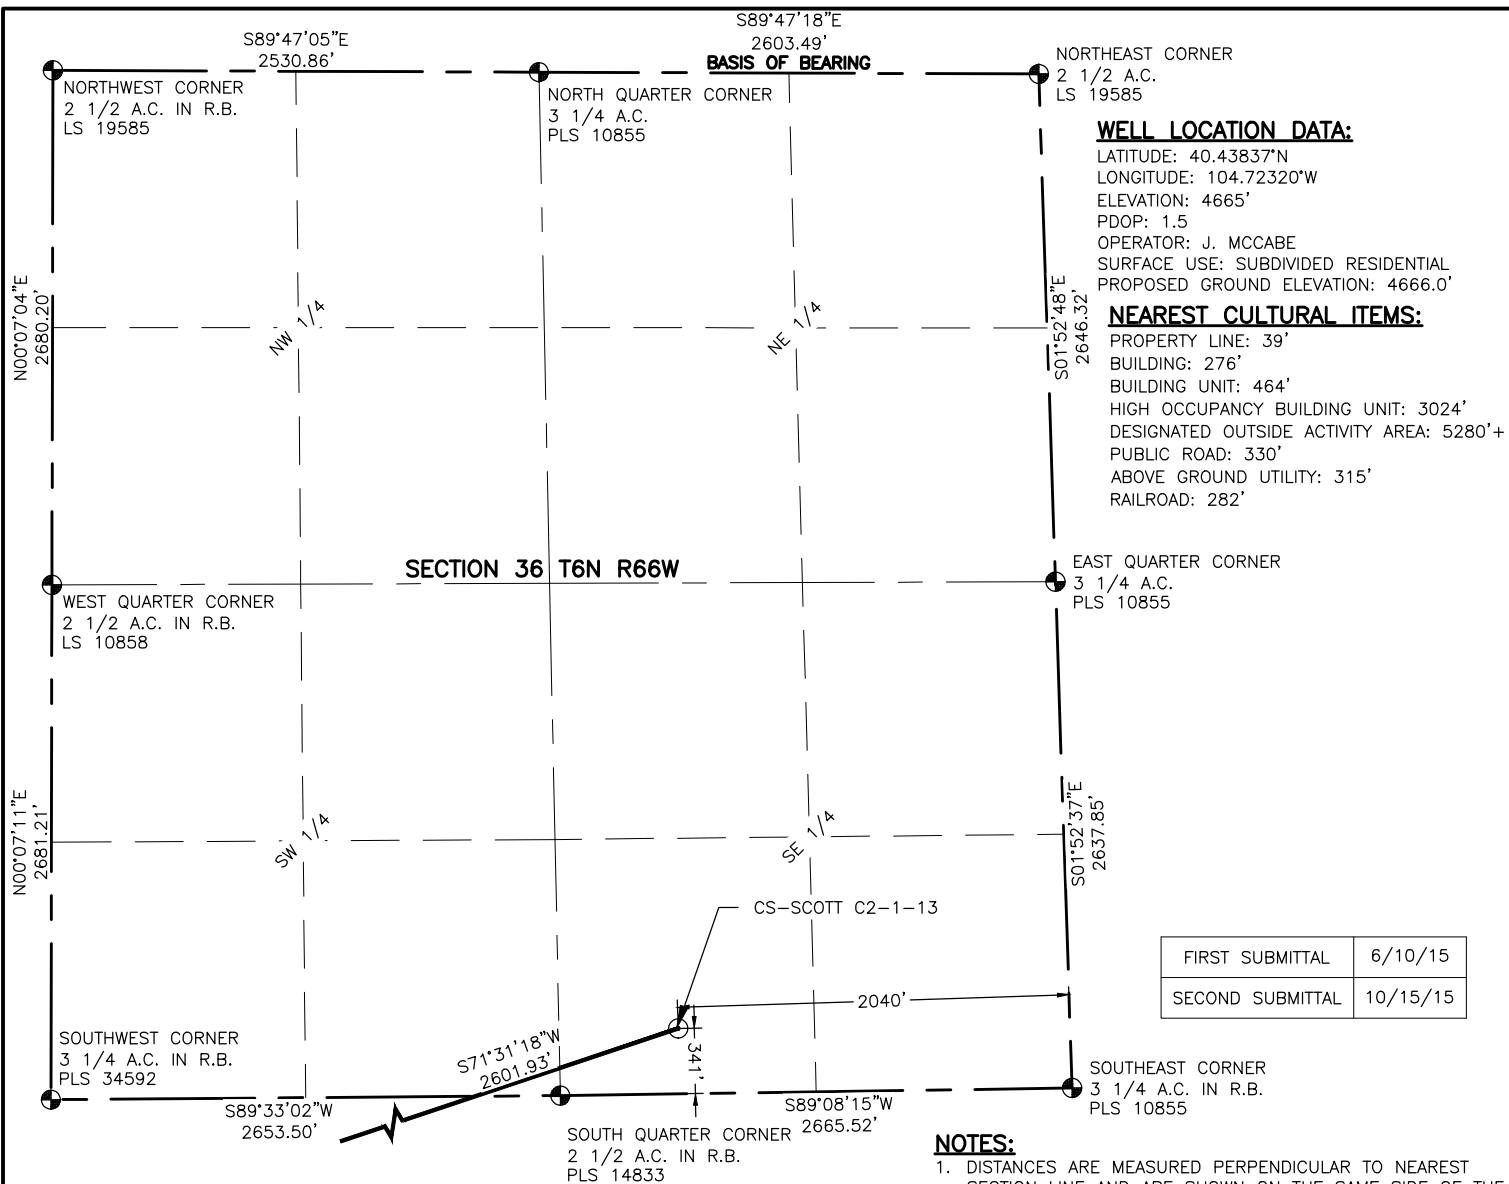 S89°47'05"E
2530.86'
S89°47'18"E
2603.49'
BASIS OF BEARING
NORTHWEST CORNER
2 1/2 A.C. IN R.B.
LS 19585
NORTH QUARTER CORNER
3 1/4 A.C.
PLS 10855
NORTHEAST CORNER
2 1/2 A.C.
LS 19585
WELL LOCATION DATA:
LATITUDE: 40.43837°N
LONGITUDE: 104.72320°W
ELEVATION: 4665'
PDOP: 1.5
OPERATOR: J. MCCABE
SURFACE USE: SUBDIVIDED RESIDENTIAL
PROPOSED GROUND ELEVATION: 4666.0'
NEAREST CULTURAL ITEMS:
PROPERTY LINE: 39'
BUILDING: 276'
BUILDING UNIT: 464'
HIGH OCCUPANCY BUILDING UNIT: 3024'
DESIGNATED OUTSIDE ACTIVITY AREA: 5280'+
PUBLIC ROAD: 330'
ABOVE GROUND UTILITY: 315'
RAILROAD: 282'
N00°07'04"E
2680.20'
NW 1/4
NE 1/4
S01°52'48"E
2646.32'
SECTION 36 T6N R66W
WEST QUARTER CORNER
2 1/2 A.C. IN R.B.
LS 10858
EAST QUARTER CORNER
3 1/4 A.C.
PLS 10855
N00°07'11"E
2681.21'
SW 1/4
SE 1/4
S01°52'37"E
2637.85'
CS-SCOTT C2-1-13
2040'
341'
S71°31'18"W
2601.93'
FIRST SUBMITTAL 6/10/15
SECOND SUBMITTAL 10/15/15
SOUTHWEST CORNER
3 1/4 A.C. IN R.B.
PLS 34592
S89°33'02"W
2653.50'
SOUTH QUARTER CORNER
2 1/2 A.C. IN R.B.
PLS 14833
S89°08'15"W
2665.52'
SOUTHEAST CORNER
3 1/4 A.C. IN R.B.
PLS 10855
NOTES:
1. DISTANCES ARE MEASURED PERPENDICULAR TO NEAREST
SECTION LINE AND ARE SHOWN ON THE SAME SIDE OF THE